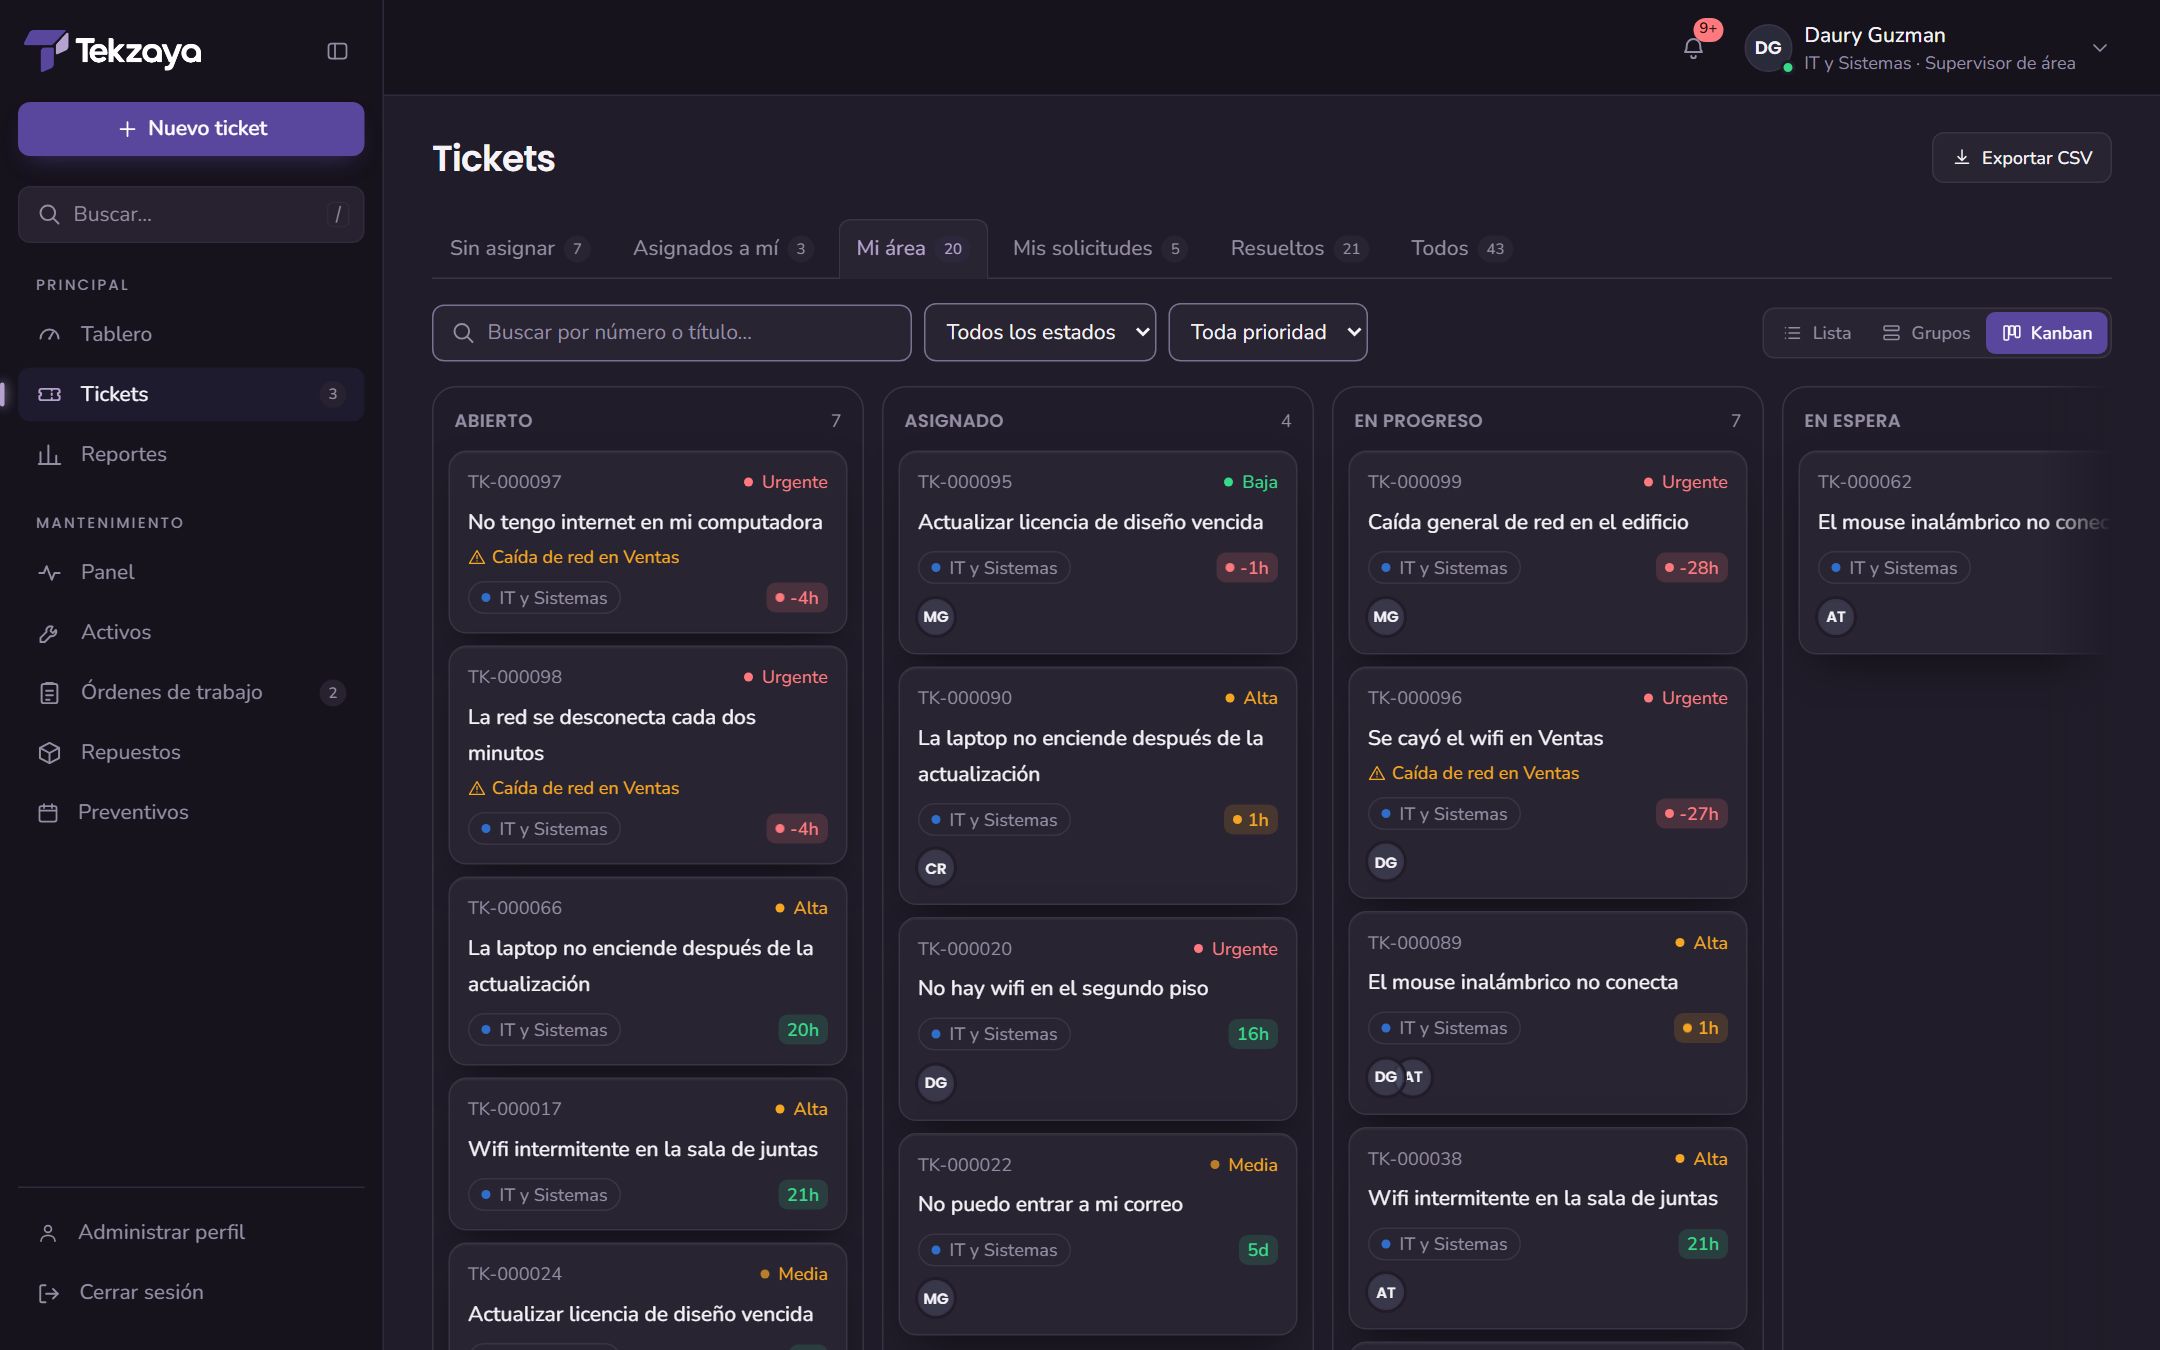 Tekzaya
Nuevo ticket
Buscar...
/
PRINCIPAL
Tablero
Tickets
3
Reportes
MANTENIMIENTO
Panel
Activos
Órdenes de trabajo
2
Repuestos
Preventivos
Administrar perfil
Cerrar sesión
9+
DG
Daury Guzman
IT y Sistemas · Supervisor de área
Tickets
Exportar CSV
Sin asignar 7
Asignados a mí 3
Mi área 20
Mis solicitudes 5
Resueltos 21
Todos 43
Buscar por número o título...
Todos los estados
Toda prioridad
Lista
Grupos
Kanban
ABIERTO 7
TK-000097 Urgente
No tengo internet en mi computadora
Caída de red en Ventas
IT y Sistemas -4h
TK-000098 Urgente
La red se desconecta cada dos
minutos
Caída de red en Ventas
IT y Sistemas -4h
TK-000066 Alta
La laptop no enciende después de la
actualización
IT y Sistemas 20h
TK-000017 Alta
Wifi intermitente en la sala de juntas
IT y Sistemas 21h
TK-000024 Media
Actualizar licencia de diseño vencida
ASIGNADO 4
TK-000095 Baja
Actualizar licencia de diseño vencida
IT y Sistemas -1h
MG
TK-000090 Alta
La laptop no enciende después de la
actualización
IT y Sistemas 1h
CR
TK-000020 Urgente
No hay wifi en el segundo piso
IT y Sistemas 16h
DG
TK-000022 Media
No puedo entrar a mi correo
IT y Sistemas 5d
MG
EN PROGRESO 7
TK-000099 Urgente
Caída general de red en el edificio
IT y Sistemas -28h
MG
TK-000096 Urgente
Se cayó el wifi en Ventas
Caída de red en Ventas
IT y Sistemas -27h
DG
TK-000089 Alta
El mouse inalámbrico no conecta
IT y Sistemas 1h
DG AT
TK-000038 Alta
Wifi intermitente en la sala de juntas
IT y Sistemas 21h
AT
EN ESPERA
TK-000062
El mouse inalámbrico no conec
IT y Sistemas
AT